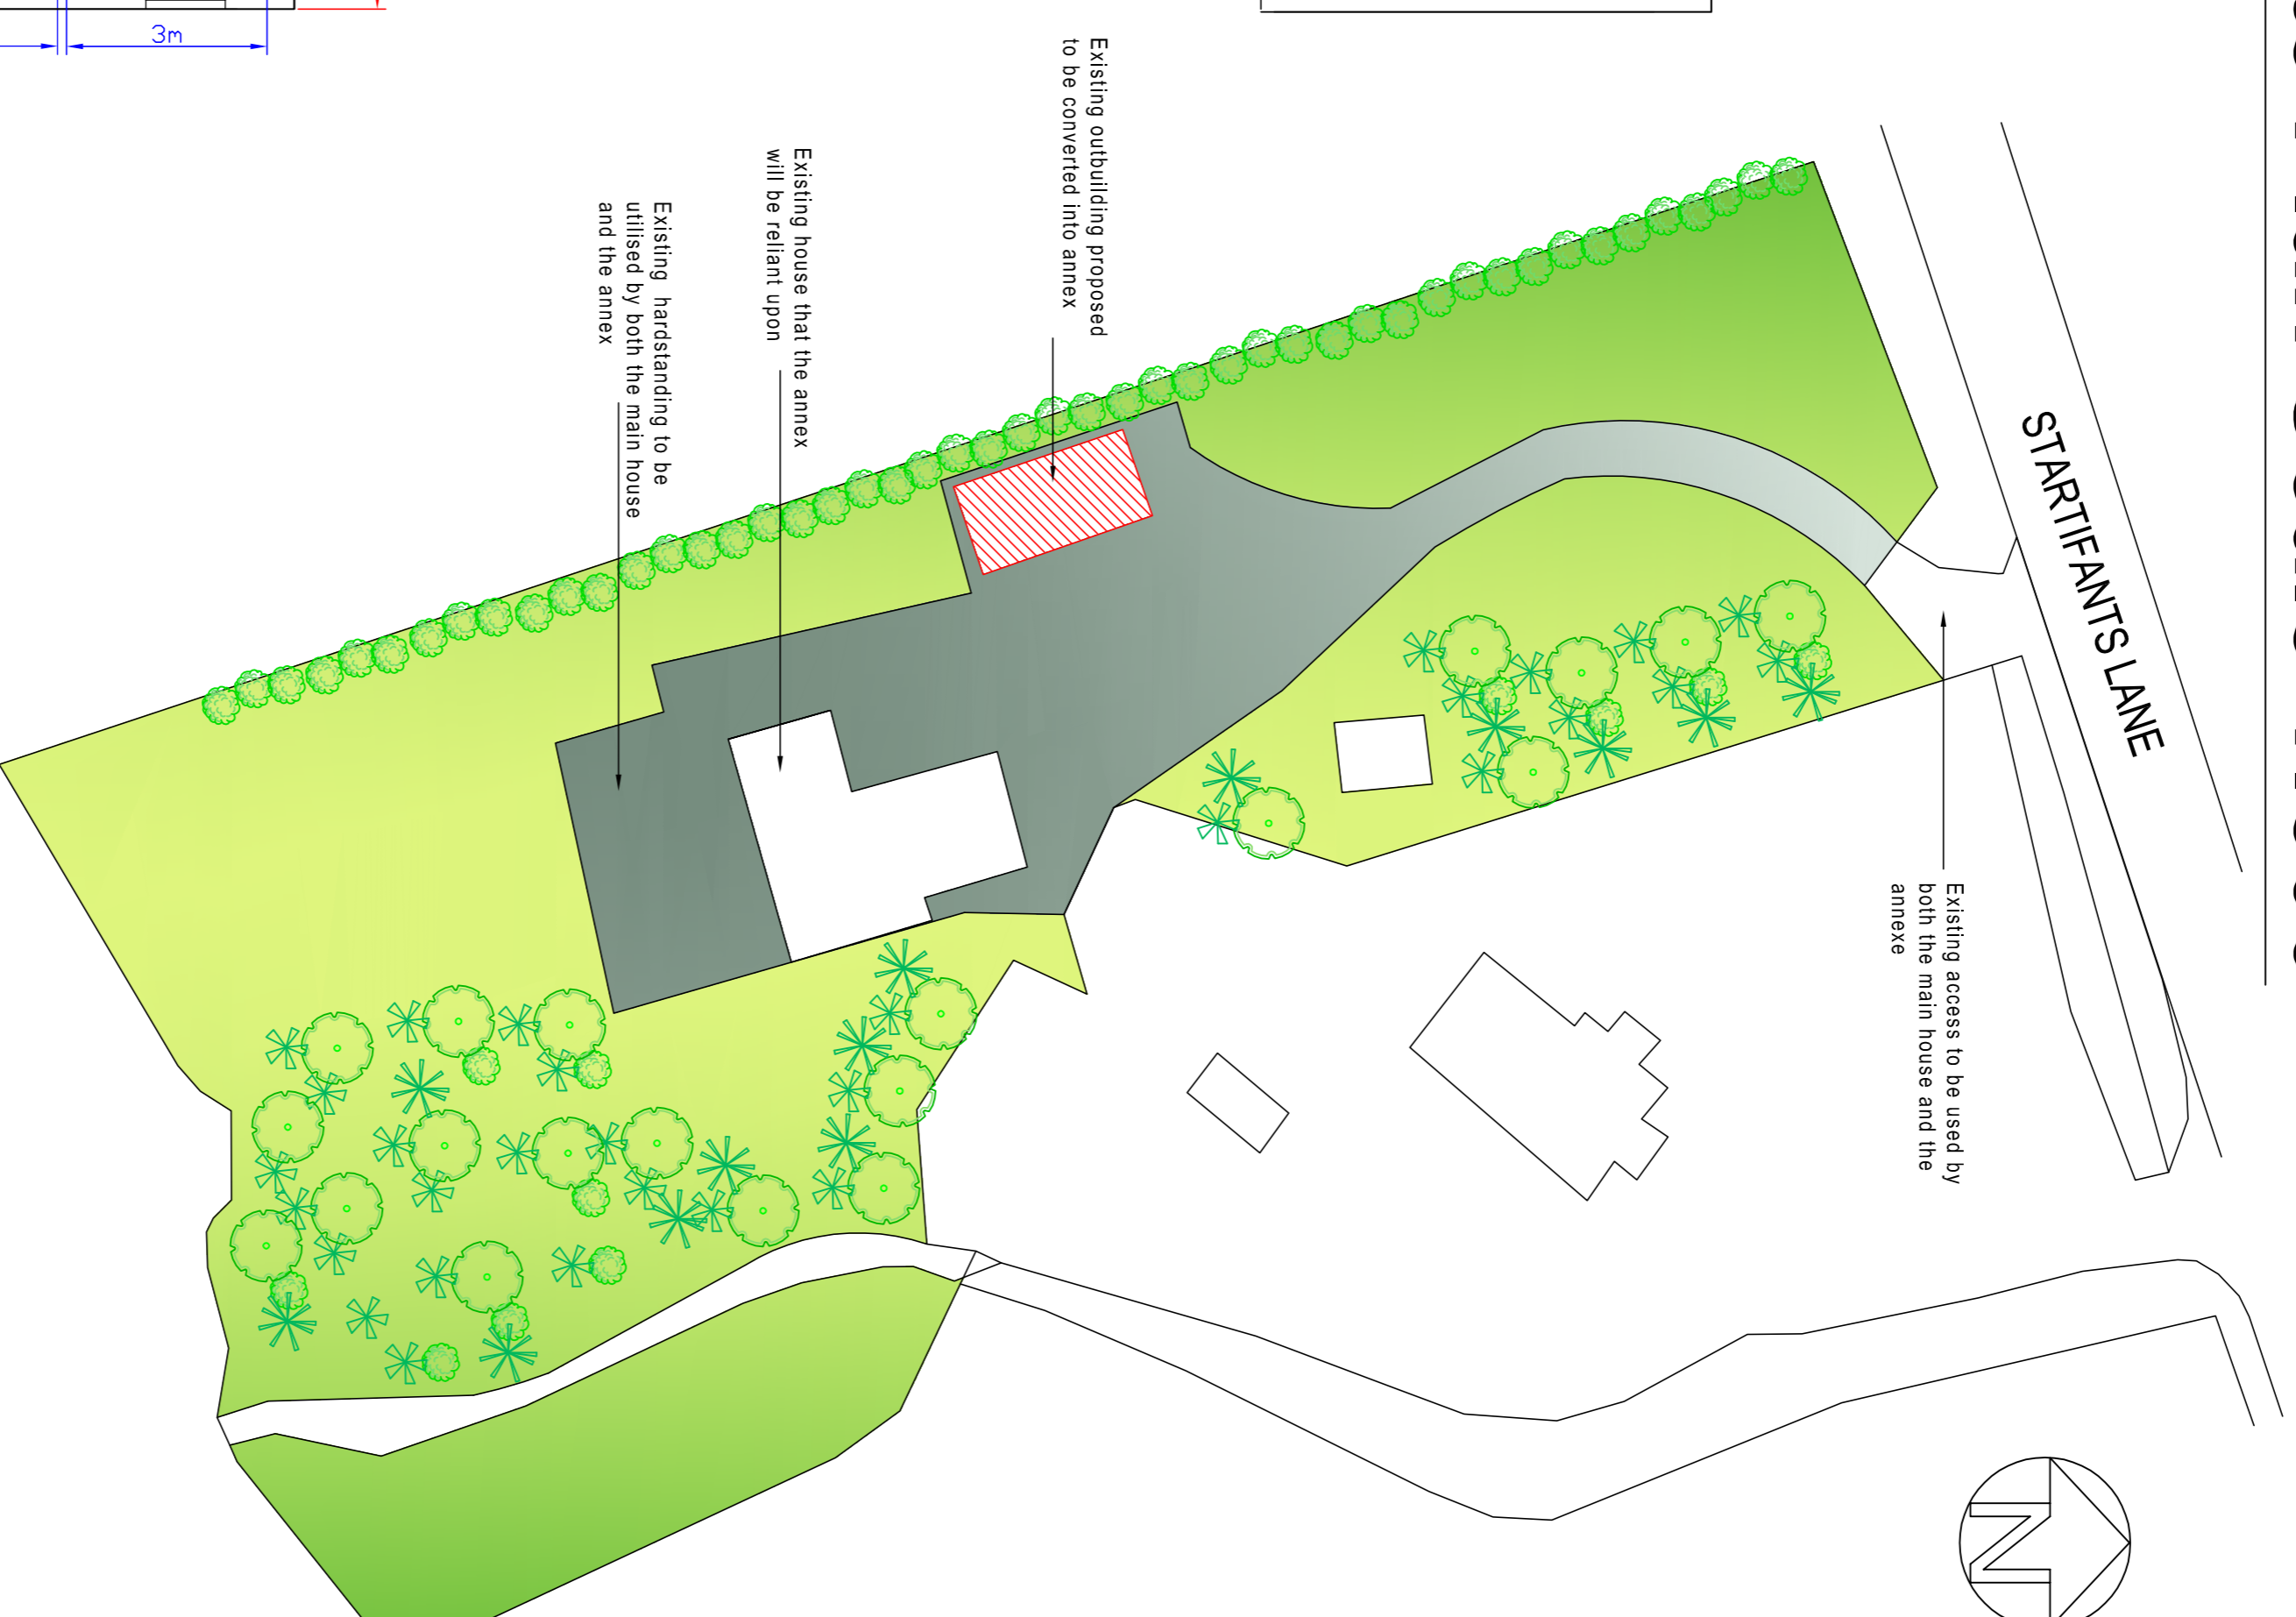 3m
Existing outbuilding proposed
to be converted into annex
Existing house that the annex
will be reliant upon
Existing hardstanding to be
utilised by both the main house
and the annex
STARTIFANTS LANE
Existing access to be used by
both the main house and the
annexe
N